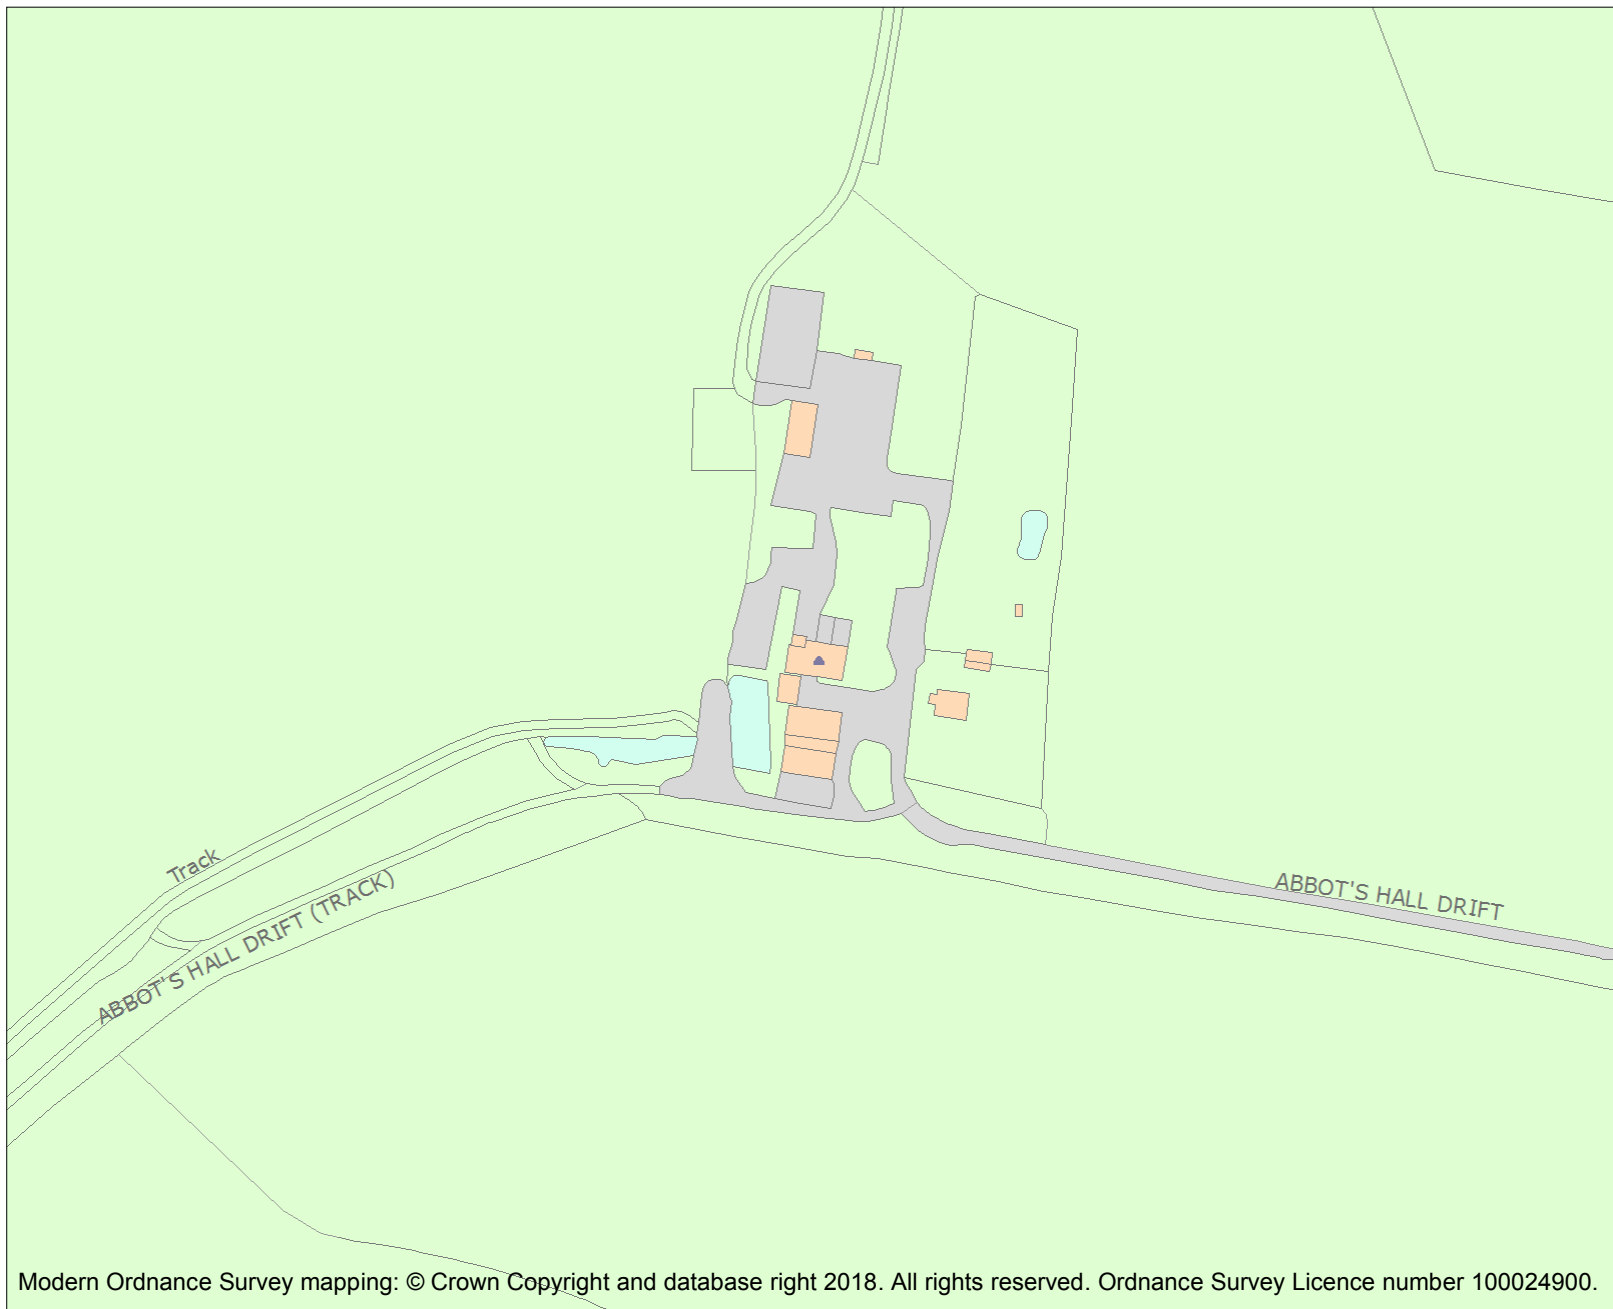 Track
ABBOT'S HALL DRIFT (TRACK)
ABBOT'S HALL DRIFT
Modern Ordnance Survey mapping: © Crown Copyright and database right 2018. All rights reserved. Ordnance Survey Licence number 100024900.